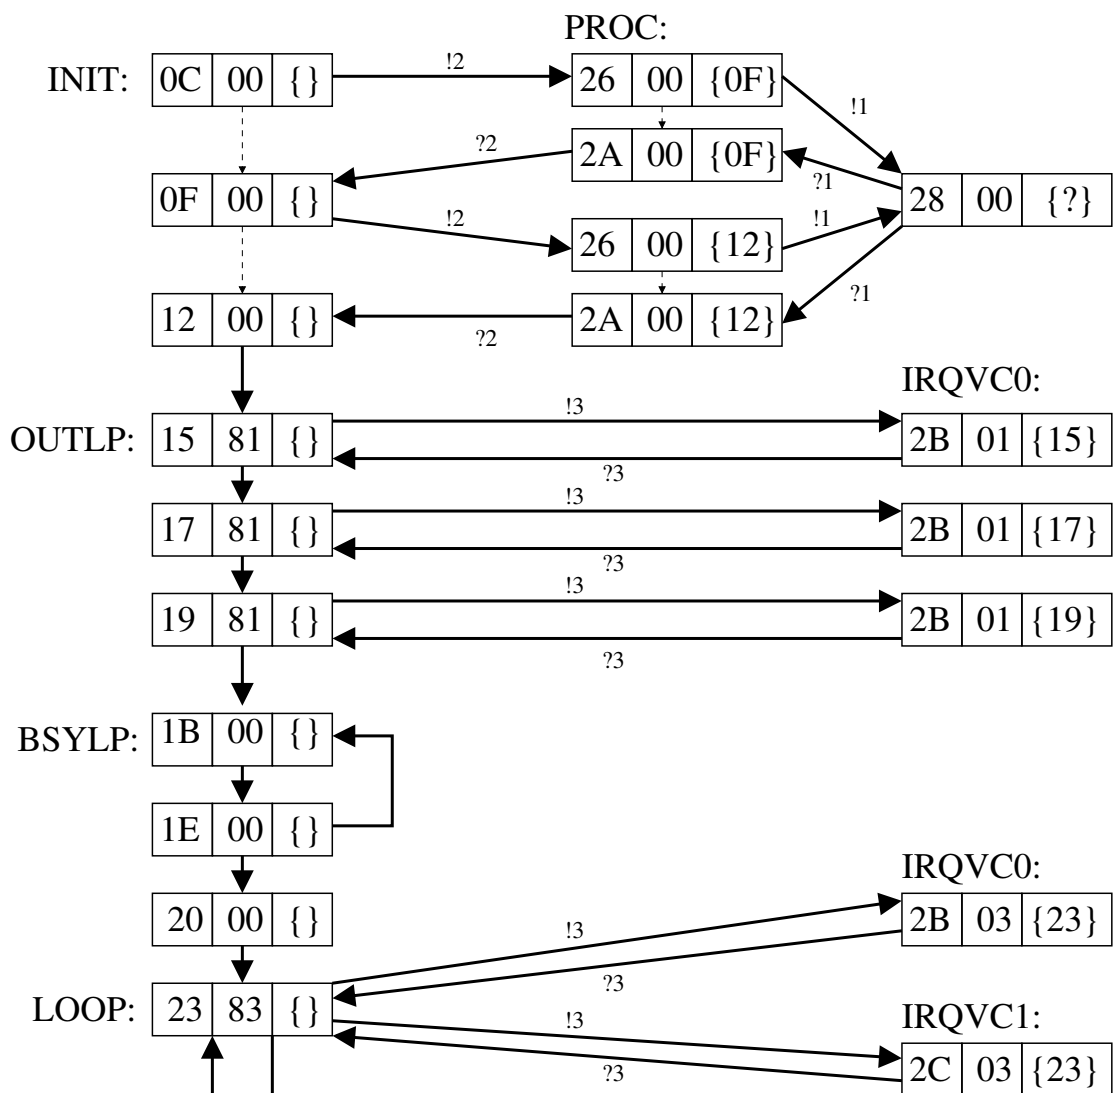 PROC:
INIT: 0C 00 {} !2 26 00 {0F} !1
?2 2A 00 {0F} ?1
0F 00 {} !2 28 00 {?}
26 00 {12} !1
12 00 {} ?2 2A 00 {12} ?1
IRQVC0:
OUTLP: 15 81 {} !3 2B 01 {15}
?3
17 81 {} !3 2B 01 {17}
?3
19 81 {} !3 2B 01 {19}
?3
BSYLP: 1B 00 {}
1E 00 {}
IRQVC0:
20 00 {} !3 2B 03 {23}
?3
LOOP: 23 83 {} !3 IRQVC1:
?3 2C 03 {23}